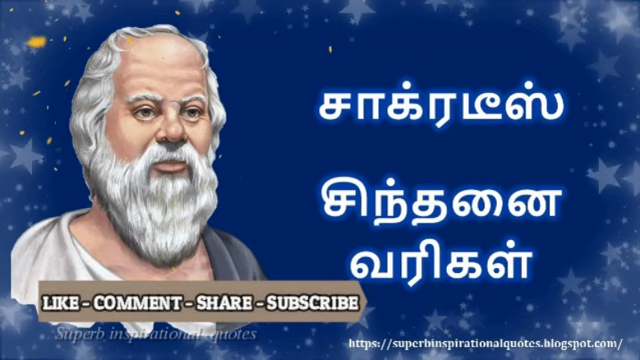 சாக்ரடீஸ்
சிந்தனை
வரிகள்
LIKE - COMMENT - SHARE - SUBSCRIBE
Superb inspirational quotes
https://superbinspirationalquotes.blogspot.com/